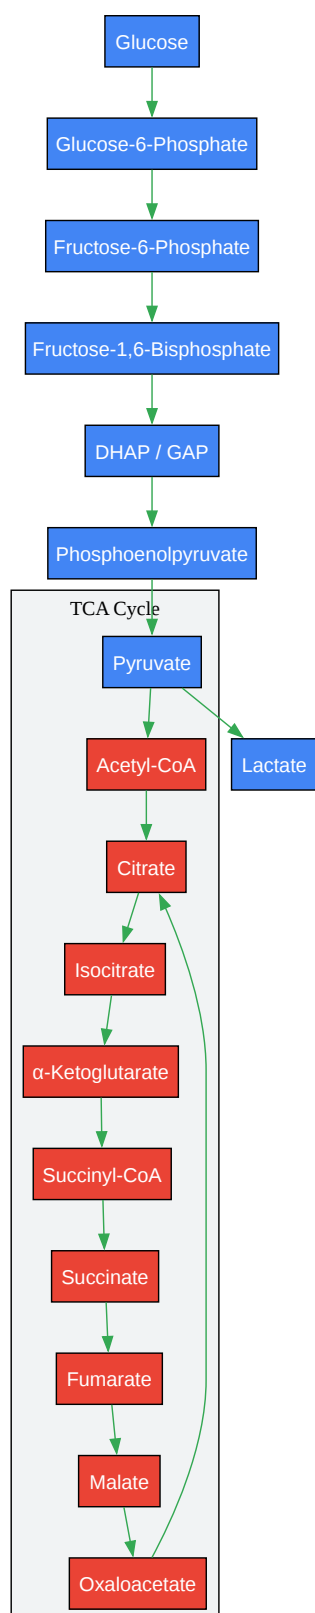 Glucose
Glucose-6-Phosphate
Fructose-6-Phosphate
Fructose-1,6-Bisphosphate
DHAP / GAP
Phosphoenolpyruvate
TCA Cycle
Pyruvate
Acetyl-CoA
Lactate
Citrate
Isocitrate
α-Ketoglutarate
Succinyl-CoA
Succinate
Fumarate
Malate
Oxaloacetate